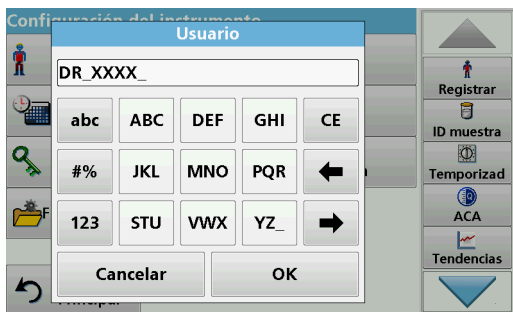 Configuración del instrumento
Usuario
DR_XXXX_
abc ABC DEF GHI CE
#% JKL MNO PQR
123 STU VWX YZ_
Cancelar OK
F
Principal
Registrar
ID muestra
Temporizad
ACA
Tendencias